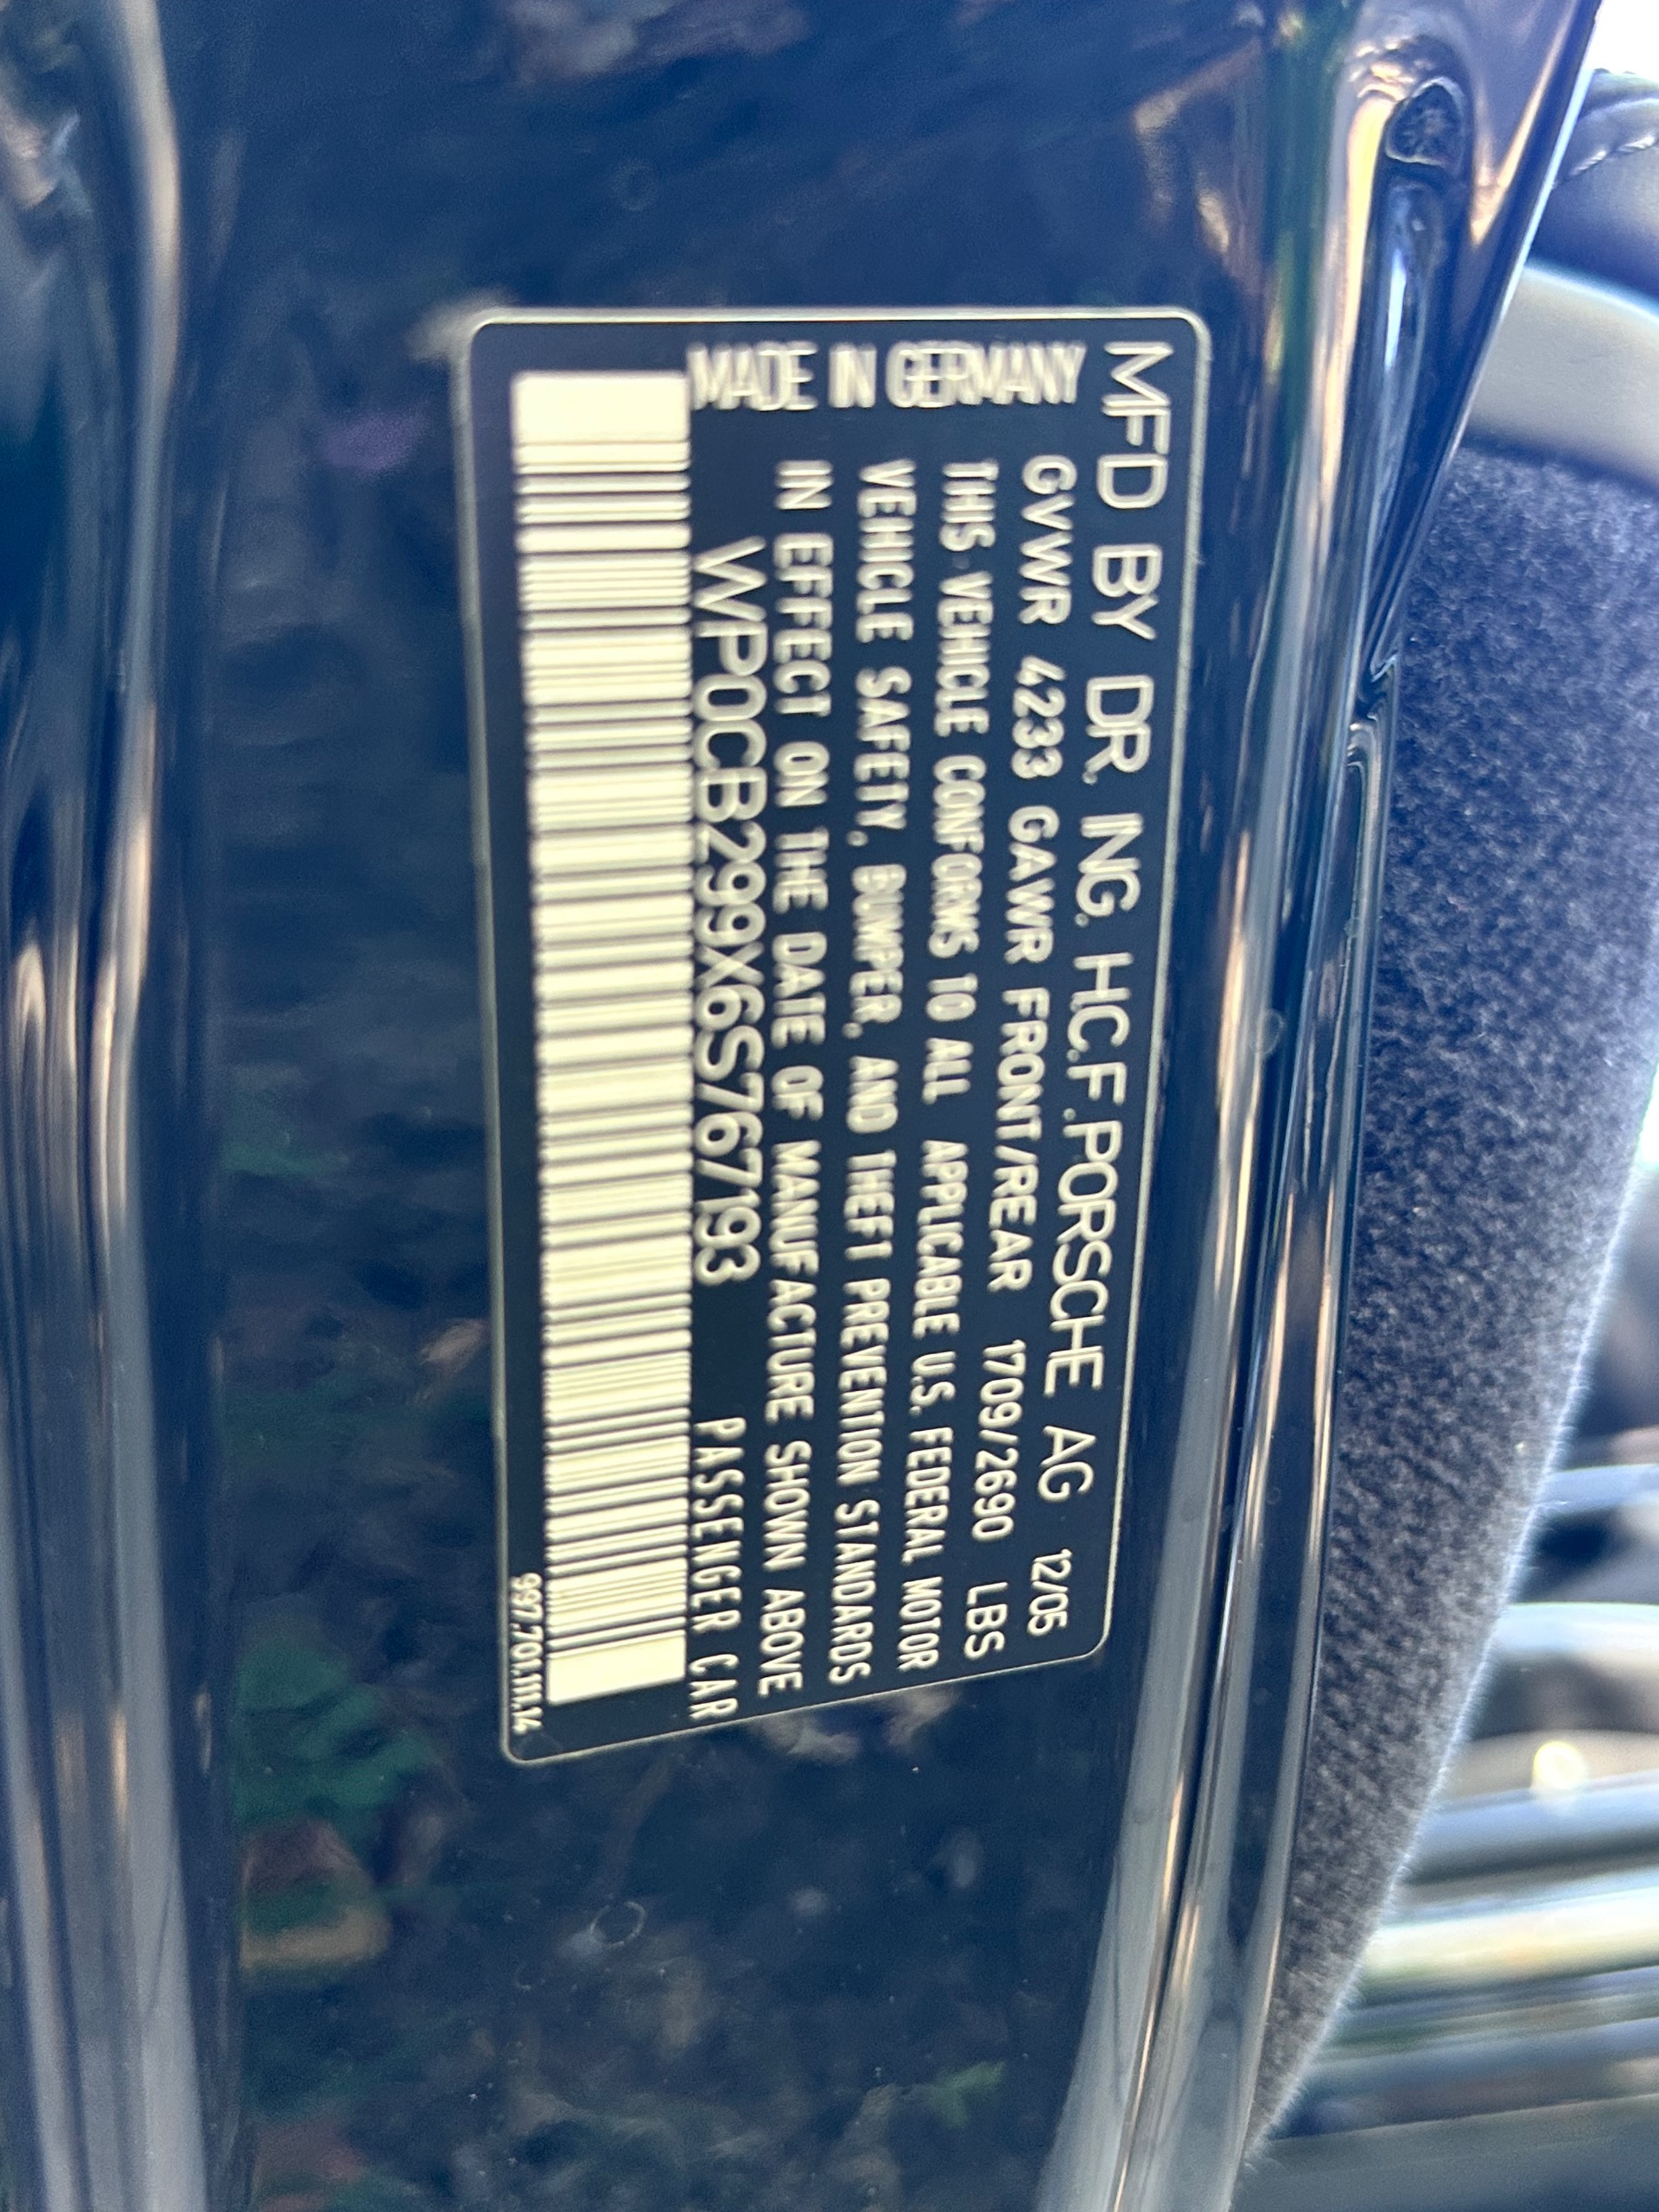 MFD BY DR. ING. H.C.F. PORSCHE AG 12/05
GVWR 4233 GAWR FRONT/REAR 1709/2690 LBS
THIS VEHICLE CONFORMS TO ALL APPLICABLE U.S. FEDERAL MOTOR
VEHICLE SAFETY, BUMPER, AND THEFT PREVENTION STANDARDS
IN EFFECT ON THE DATE OF MANUFACTURE SHOWN ABOVE
WP0CB299X6S767193 PASSENGER CAR
MADE IN GERMANY
997.701.111.14